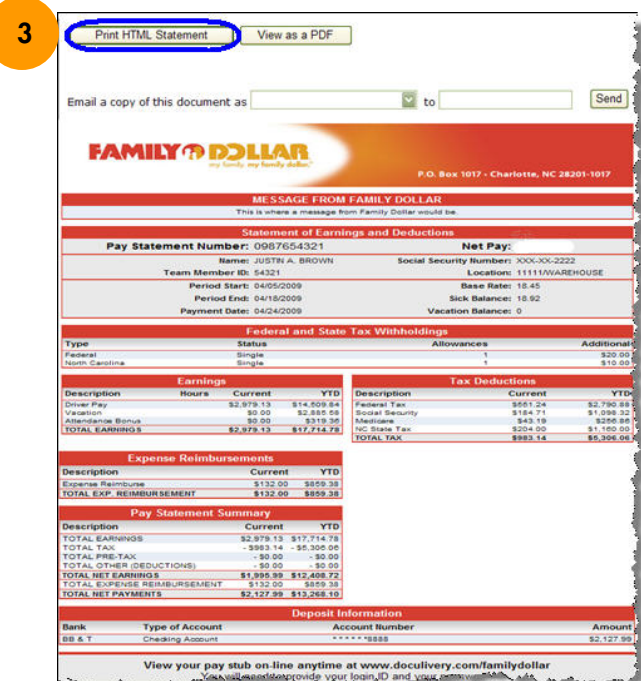 3
Print HTML Statement View as a PDF
Email a copy of this document as to Send
FAMILY DOLLAR
my family. my family dollar.
P.O. Box 1017 - Charlotte, NC 28201-1017
MESSAGE FROM FAMILY DOLLAR
This is where a message from Family Dollar would be.
Statement of Earnings and Deductions
Pay Statement Number: 0987654321 Net Pay:
Name: JUSTIN A. BROWN Social Security Number: XXX-XX-2222
Team Member ID: 54321 Location: 11111/WAREHOUSE
Period Start: 04/05/2009 Base Rate: 18.45
Period End: 04/18/2009 Sick Balance: 18.92
Payment Date: 04/24/2009 Vacation Balance: 0
Federal and State Tax Withholdings
Type Status Allowances Additional
Federal Single 1 $20.00
North Carolina Single 1 $10.00
Earnings
Description Hours Current YTD
Driver Pay $2,979.13 $14,509.84
Vacation $0.00 $2,885.58
Attendance Bonus $0.00 $319.36
TOTAL EARNINGS $2,979.13 $17,714.78
Tax Deductions
Description Current YTD
Federal Tax $551.24 $2,790.88
Social Security $184.71 $1,098.32
Medicare $43.19 $256.86
NC State Tax $204.00 $1,160.00
TOTAL TAX $983.14 $5,306.06
Expense Reimbursements
Description Current YTD
Expense Reimburse $132.00 $859.38
TOTAL EXP. REIMBURSEMENT $132.00 $859.38
Pay Statement Summary
Description Current YTD
TOTAL EARNINGS $2,979.13 $17,714.78
TOTAL TAX - $983.14 - $5,306.06
TOTAL PRE-TAX - $0.00 - $0.00
TOTAL OTHER (DEDUCTIONS) - $0.00 - $0.00
TOTAL NET EARNINGS $1,995.99 $12,408.72
TOTAL EXPENSE REIMBURSEMENT $132.00 $859.38
TOTAL NET PAYMENTS $2,127.99 $13,268.10
Deposit Information
Bank Type of Account Account Number Amount
BB & T Checking Account * * * * * *8888 $2,127.99
View your pay stub on-line anytime at www.doculivery.com/familydollar
You will need to provide your login ID and your